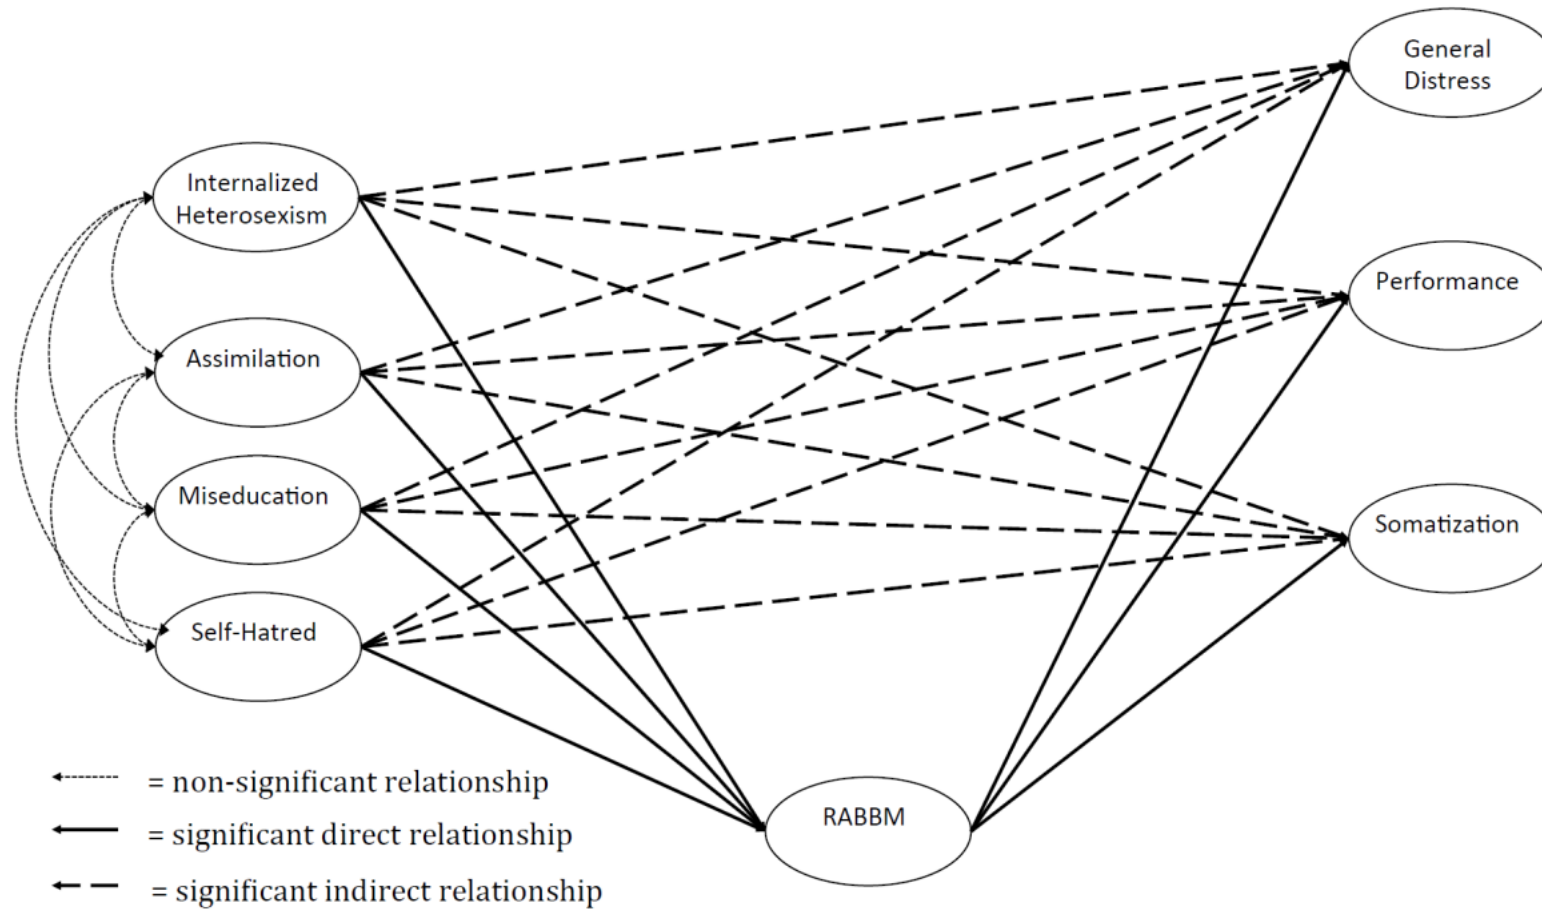 General
Distress
Internalized
Heterosexism
Performance
Assimilation
Miseducation
Somatization
Self-Hatred
RABBM
= non-significant relationship
= significant direct relationship
= significant indirect relationship